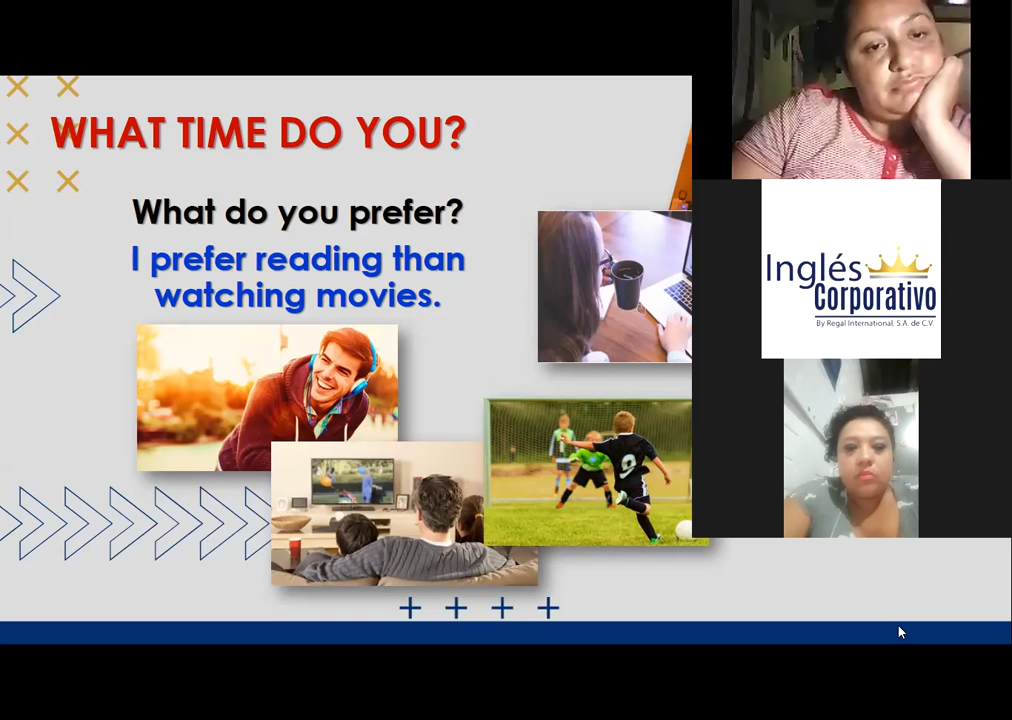 WHAT TIME DO YOU?
What do you prefer?
I prefer reading than
watching movies.
Inglés
Corporativo
By Regal International, S.A. de C.V.
9